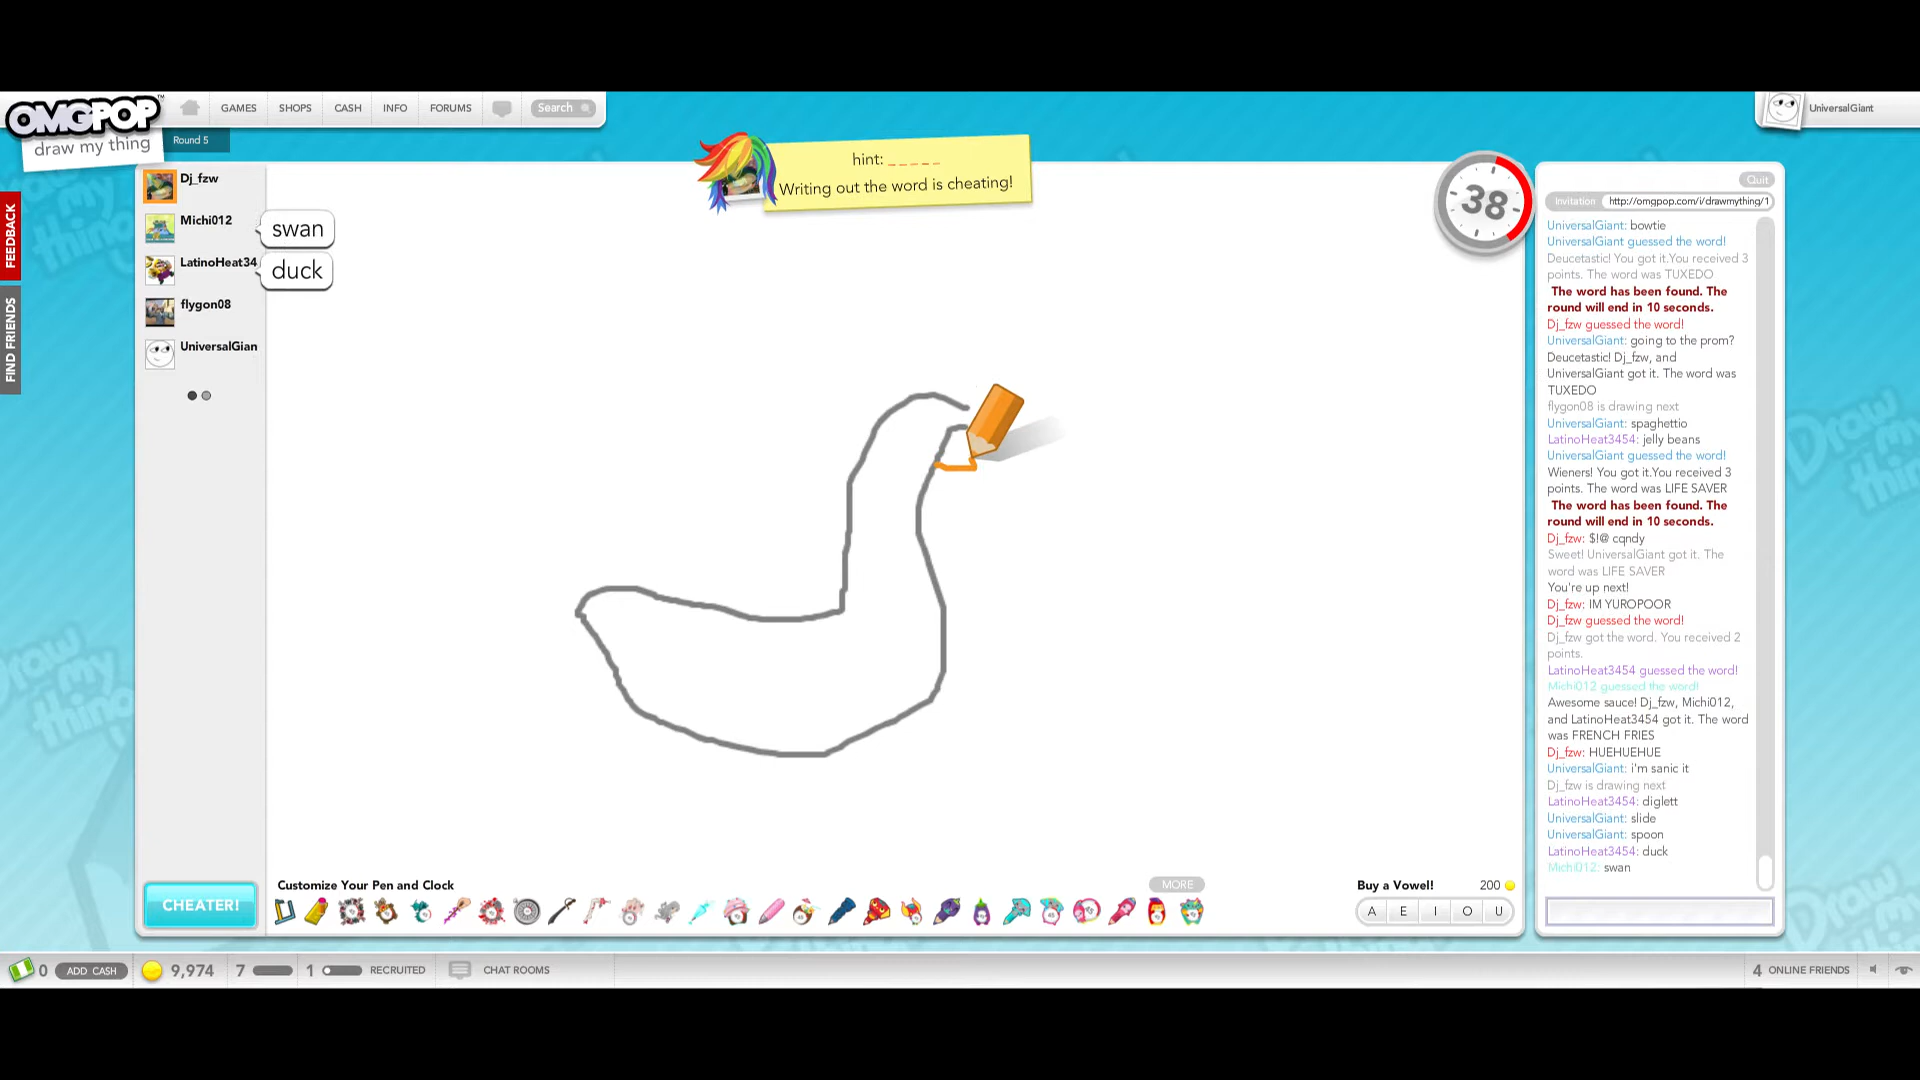 OMGPOP™
draw my thing
GAMES SHOPS CASH INFO FORUMS Search
UniversalGiant
Round 5
FEEDBACK
FIND FRIENDS
hint: _ _ _ _ _
Writing out the word is cheating!
38
Dj_fzw
Michi012
swan
LatinoHeat34
duck
flygon08
UniversalGian
Quit
Invitation http://omgpop.com/i/drawmything/1
UniversalGiant: bowtie
UniversalGiant guessed the word!
Deucetastic! You got it.You received 3
points. The word was TUXEDO
The word has been found. The
round will end in 10 seconds.
Dj_fzw guessed the word!
UniversalGiant: going to the prom?
Deucetastic! Dj_fzw, and
UniversalGiant got it. The word was
TUXEDO
flygon08 is drawing next
UniversalGiant: spaghettio
LatinoHeat3454: jelly beans
UniversalGiant guessed the word!
Wieners! You got it.You received 3
points. The word was LIFE SAVER
The word has been found. The
round will end in 10 seconds.
Dj_fzw: $!@ cqndy
Sweet! UniversalGiant got it. The
word was LIFE SAVER
You're up next!
Dj_fzw: IM YUROPOOR
Dj_fzw guessed the word!
Dj_fzw got the word. You received 2
points.
LatinoHeat3454 guessed the word!
Michi012 guessed the word!
Awesome sauce! Dj_fzw, Michi012,
and LatinoHeat3454 got it. The word
was FRENCH FRIES
Dj_fzw: HUEHUEHUE
UniversalGiant: i'm sanic it
Dj_fzw is drawing next
LatinoHeat3454: diglett
UniversalGiant: slide
UniversalGiant: spoon
LatinoHeat3454: duck
Michi012: swan
CHEATER!
Customize Your Pen and Clock
MORE
Buy a Vowel! 200
A E I O U
0 ADD CASH 9,974 7 1 RECRUITED CHAT ROOMS
4 ONLINE FRIENDS